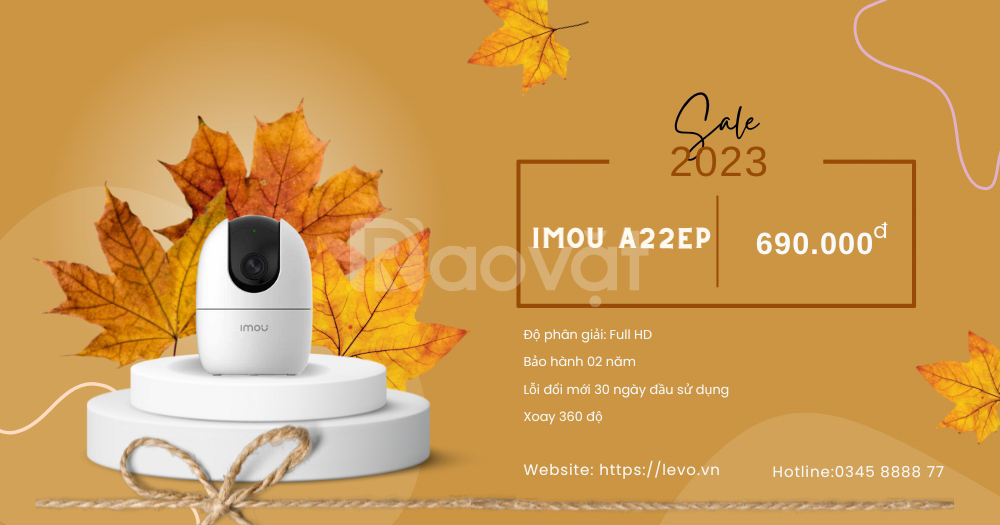 Sale
2023
IMOU A22EP
690.000đ
Raovặt
imou
Độ phân giải: Full HD
Bảo hành 02 năm
Lỗi đổi mới 30 ngày đầu sử dụng
Xoay 360 độ
Website: https://levo.vn
Hotline:0345 8888 77